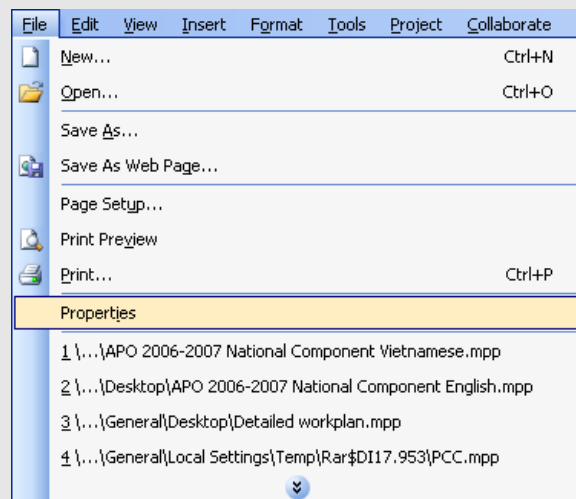 File Edit View Insert Format Tools Project Collaborate
New... Ctrl+N
Open... Ctrl+O
Save As...
Save As Web Page...
Page Setup...
Print Preview
Print... Ctrl+P
Properties
1 \...\APO 2006-2007 National Component Vietnamese.mpp
2 \...\Desktop\APO 2006-2007 National Component English.mpp
3 \...\General\Desktop\Detailed workplan.mpp
4 \...\General\Local Settings\Temp\Rar$DI17.953\PCC.mpp